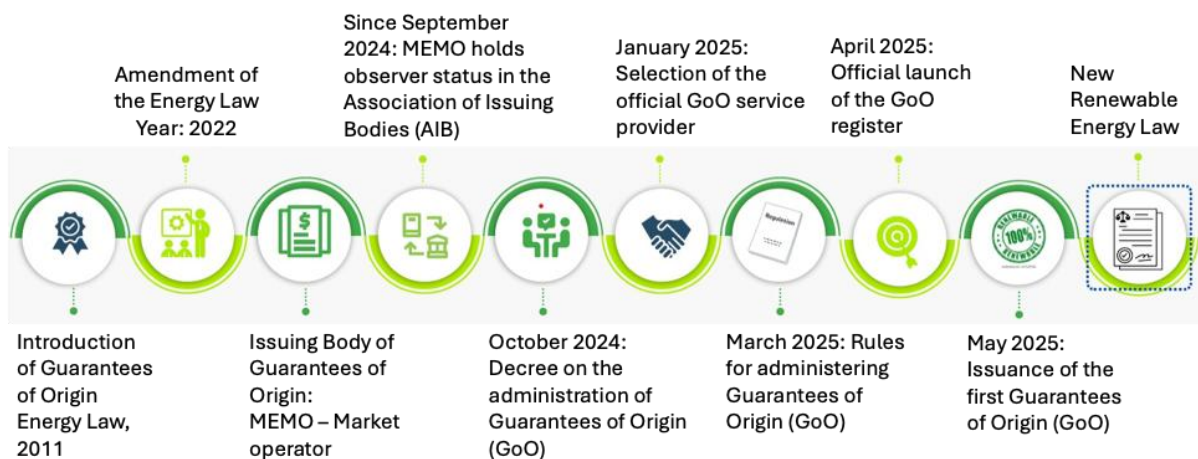 Introduction
of Guarantees
of Origin
Energy Law,
2011
Amendment of
the Energy Law
Year: 2022
Issuing Body of
Guarantees of
Origin:
MEMO – Market
operator
$
Since September
2024: MEMO holds
observer status in the
Association of Issuing
Bodies (AIB)
October 2024:
Decree on the
administration of
Guarantees of Origin
(GoO)
January 2025:
Selection of the
official GoO service
provider
March 2025: Rules
for administering
Guarantees of
Origin (GoO)
Regulation
April 2025:
Official launch
of the GoO
register
May 2025:
Issuance of the
first Guarantees
of Origin (GoO)
RENEWABLE
100%
RENEWABLE
New
Renewable
Energy Law